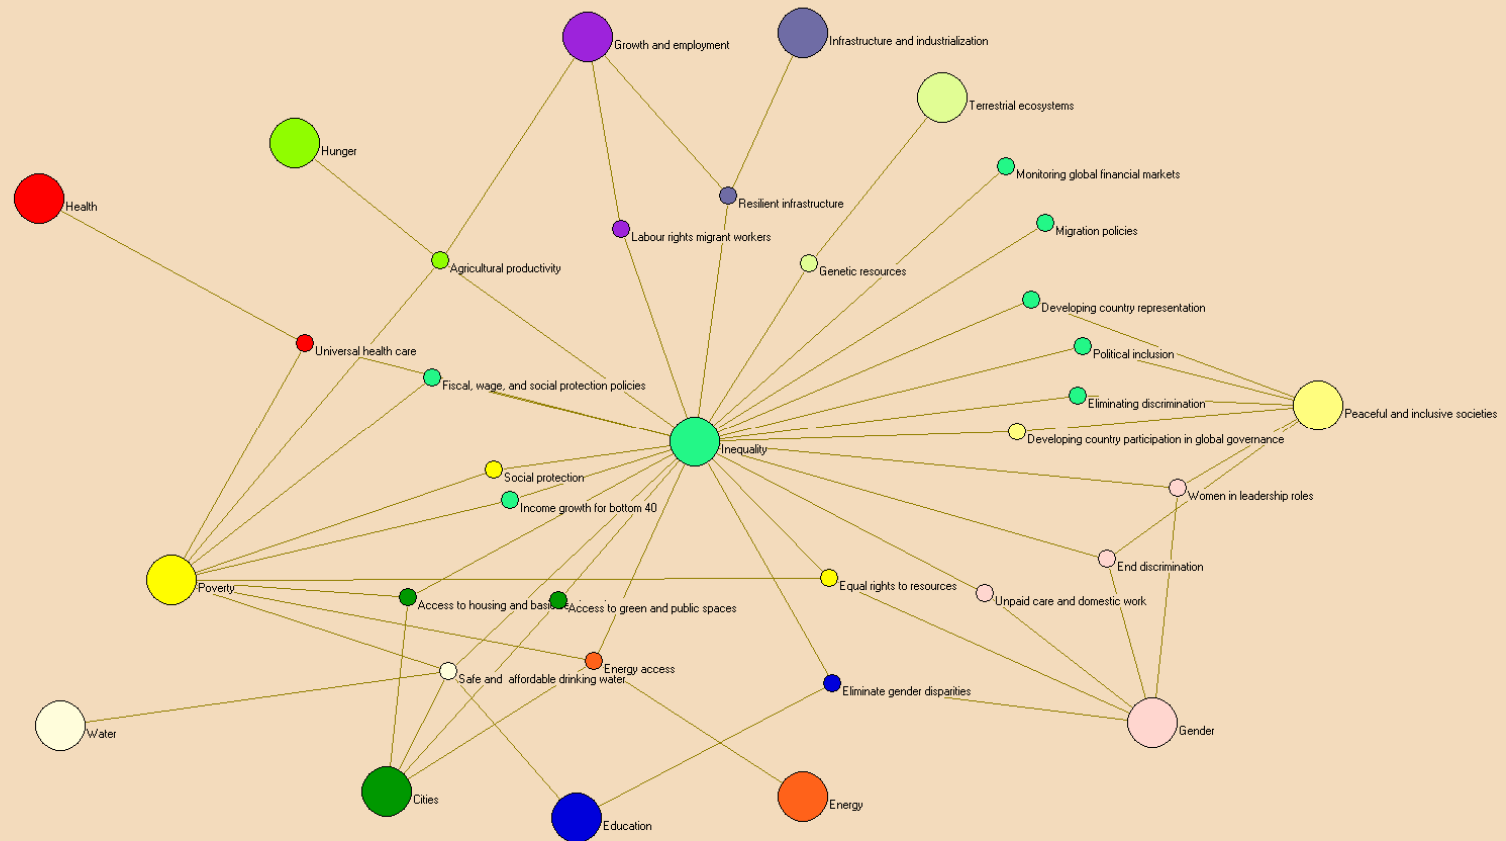 Growth and employment
Infrastructure and industrialization
Terrestrial ecosystems
Hunger
Monitoring global financial markets
Health
Resilient infrastructure
Migration policies
Labour rights migrant workers
Agricultural productivity
Genetic resources
Developing country representation
Universal health care
Political inclusion
Fiscal, wage, and social protection policies
Eliminating discrimination
Peaceful and inclusive societies
Developing country participation in global governance
Inequality
Social protection
Women in leadership roles
Income growth for bottom 40
End discrimination
Poverty
Equal rights to resources
Unpaid care and domestic work
Access to housing and basic
Access to green and public spaces
Energy access
Safe and affordable drinking water
Eliminate gender disparities
Water
Gender
Cities
Energy
Education